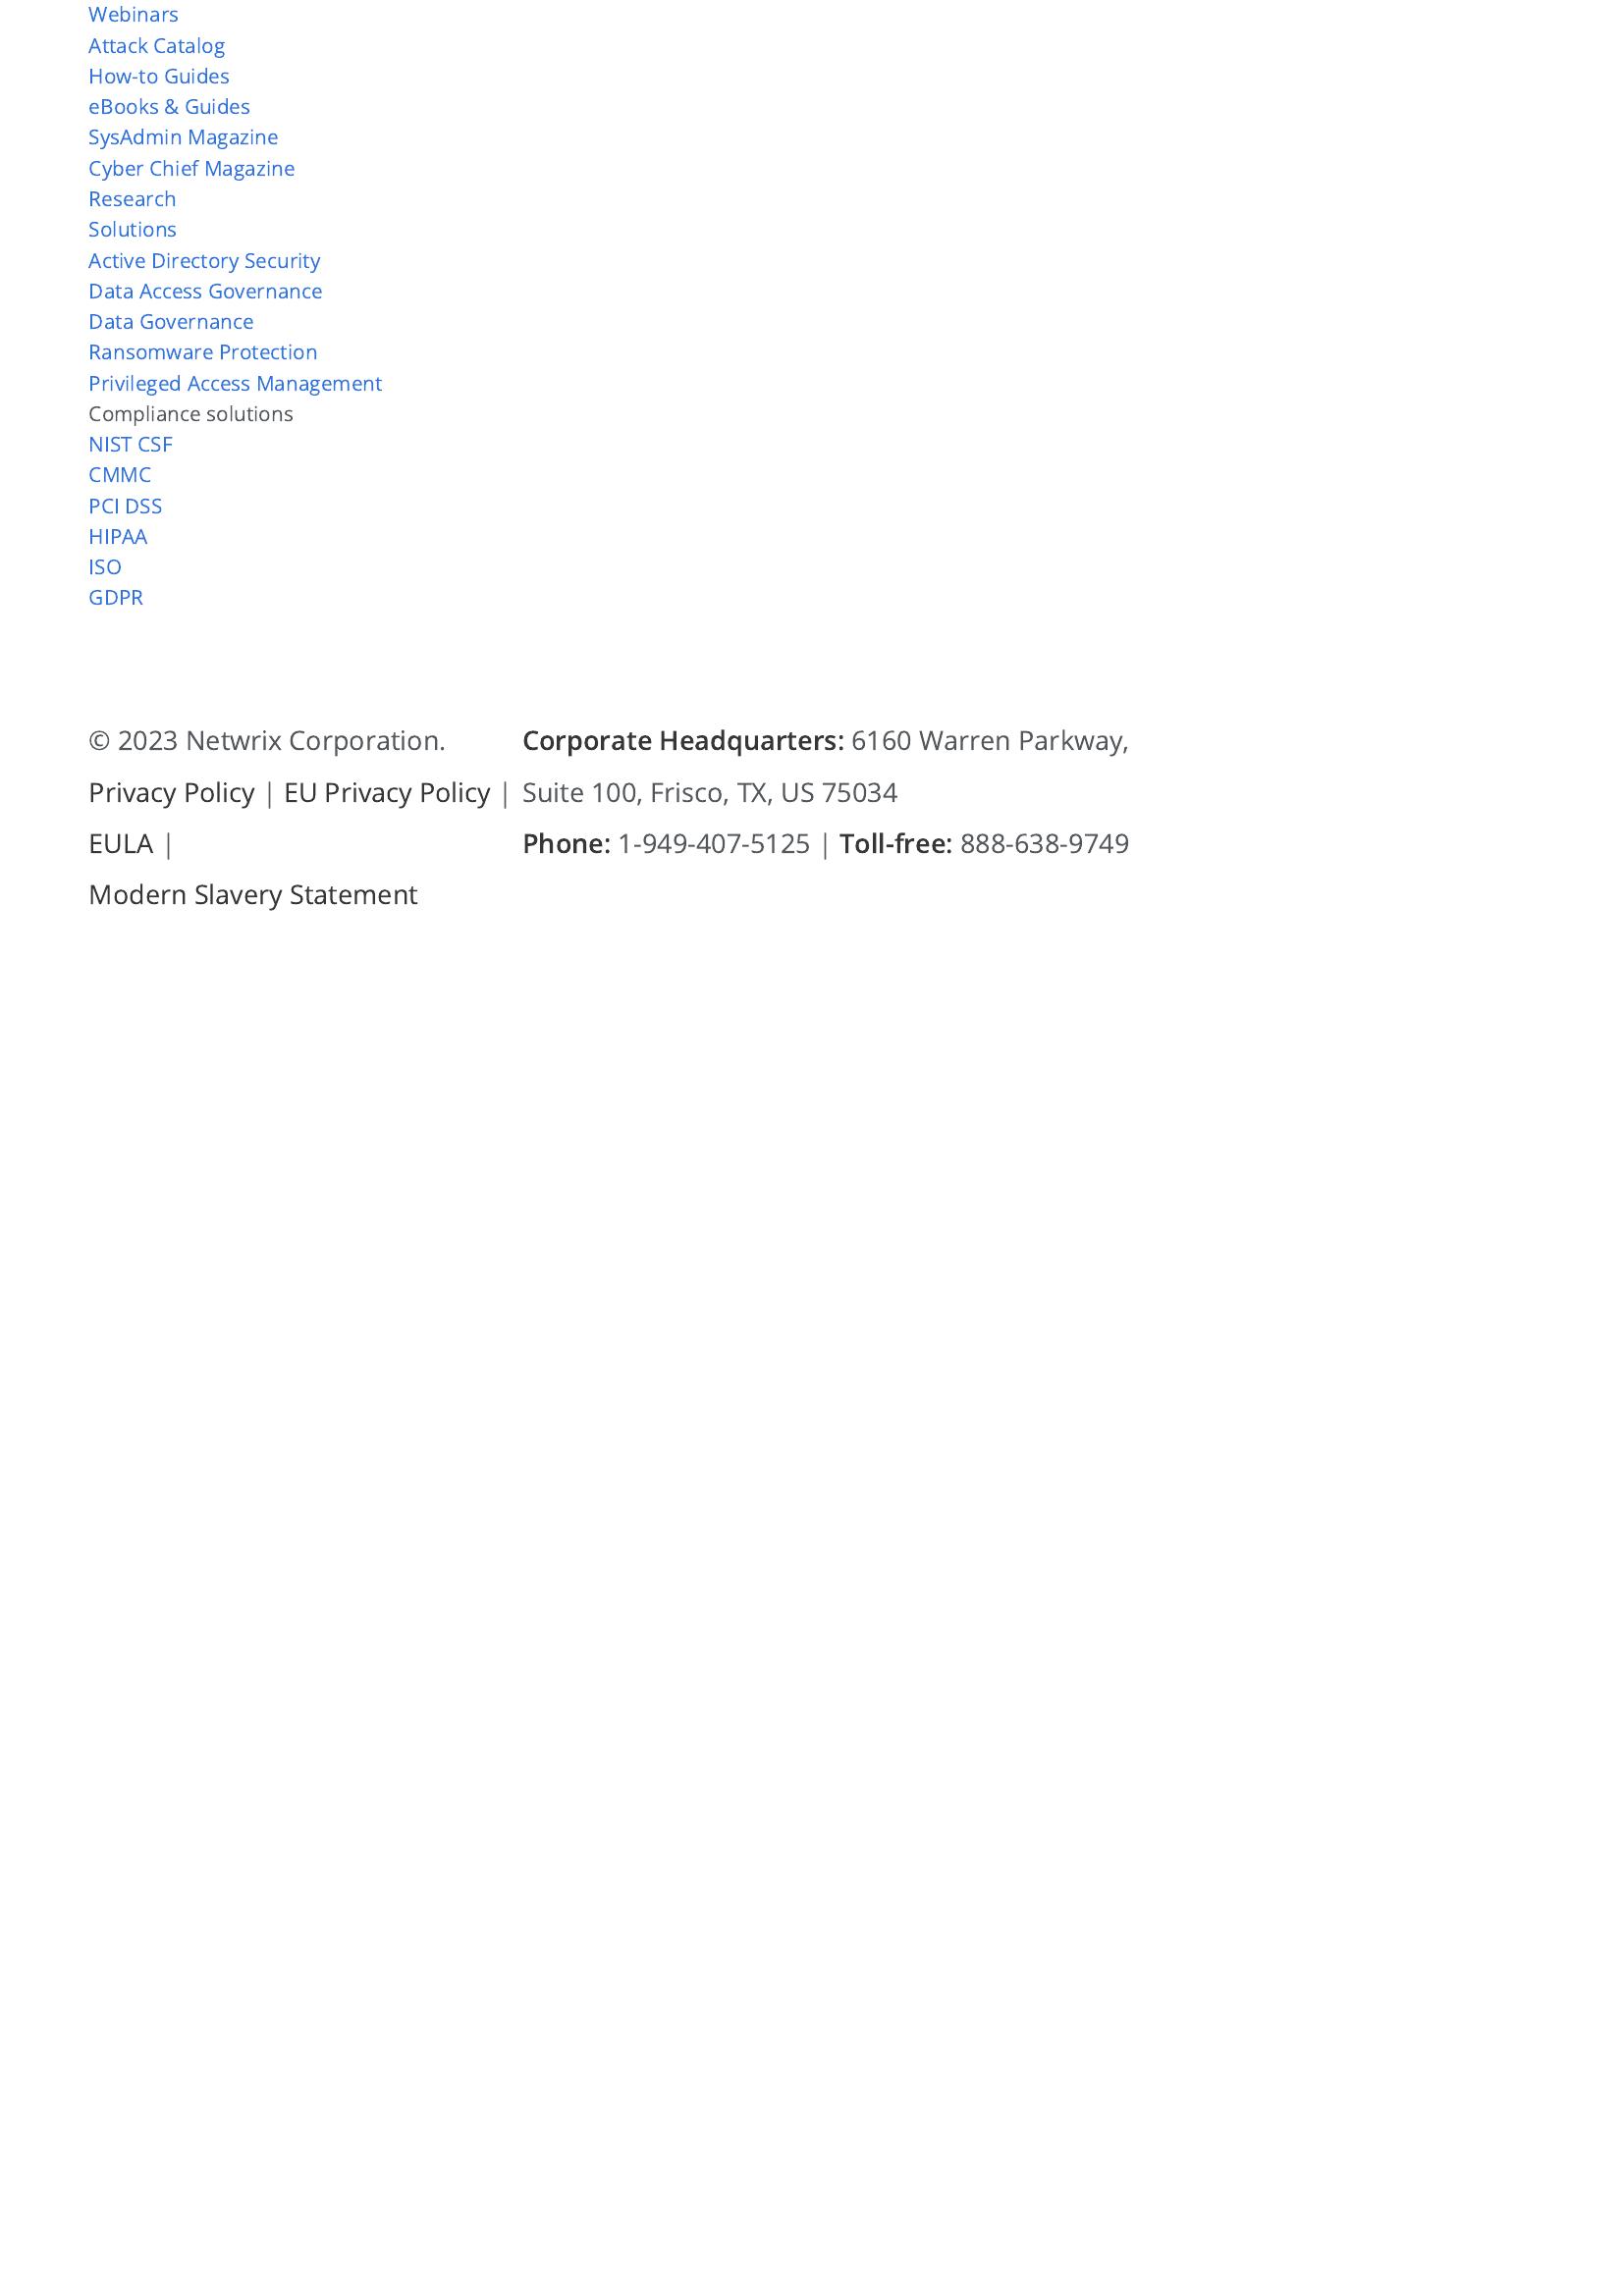 Webinars
Attack Catalog
How-to Guides
eBooks & Guides
SysAdmin Magazine
Cyber Chief Magazine
Research
Solutions
Active Directory Security
Data Access Governance
Data Governance
Ransomware Protection
Privileged Access Management
Compliance solutions
NIST CSF
CMMC
PCI DSS
HIPAA
ISO
GDPR
© 2023 Netwrix Corporation.
Privacy Policy | EU Privacy Policy |
EULA |
Modern Slavery Statement
Corporate Headquarters: 6160 Warren Parkway,
Suite 100, Frisco, TX, US 75034
Phone: 1-949-407-5125 | Toll-free: 888-638-9749